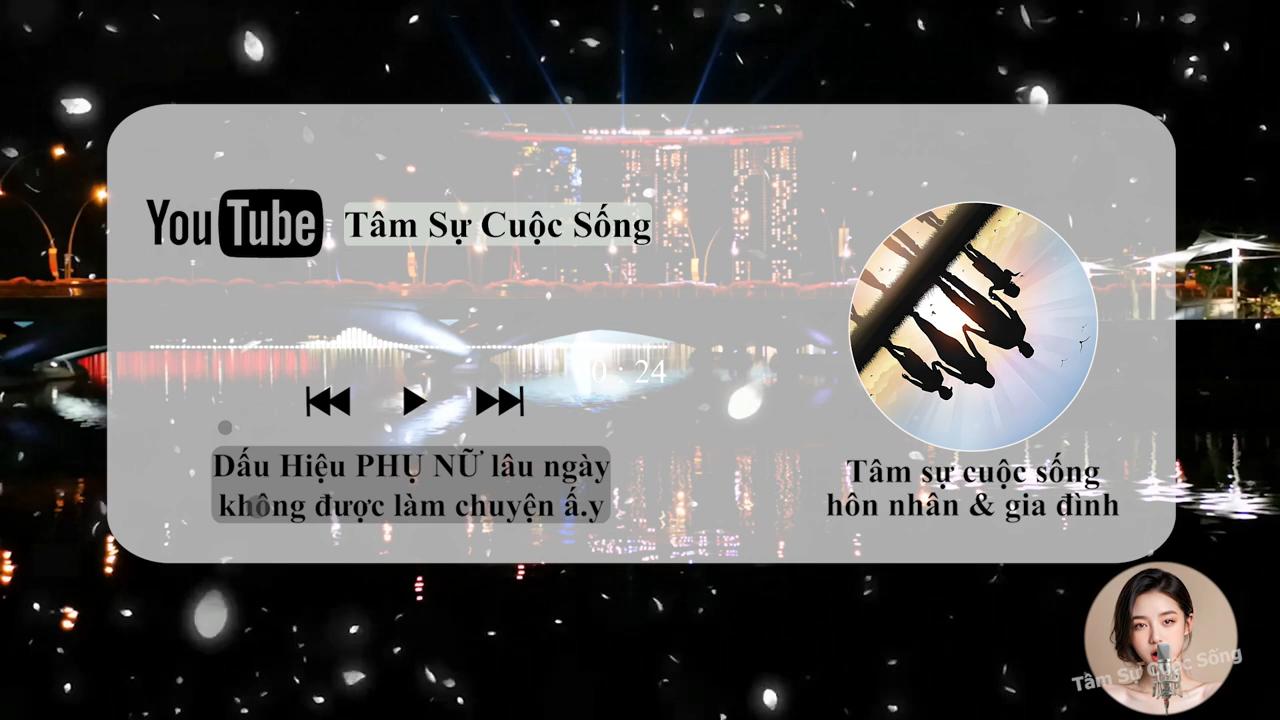 YouTube
Tâm Sự Cuộc Sống
0 : 24
Dấu Hiệu PHỤ NỮ lâu ngày
không được làm chuyện ấ.y
Tâm sự cuộc sống
hôn nhân & gia đình
Tâm Sự Cuộc Sống